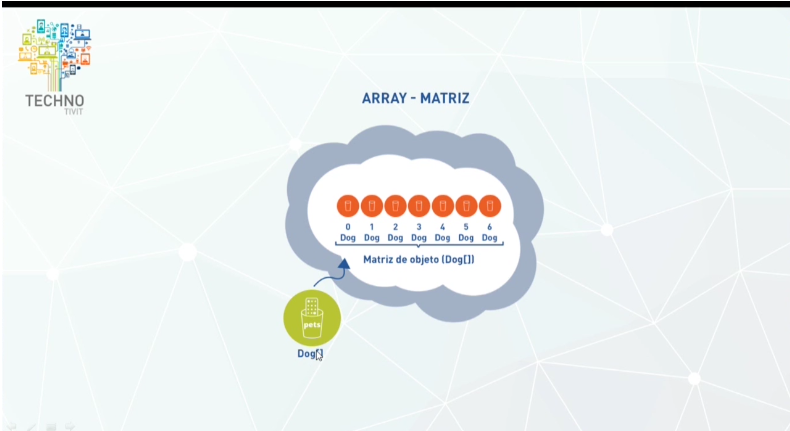 TECHNO
TIVIT
ARRAY - MATRIZ
0 1 2 3 4 5 6
Dog Dog Dog Dog Dog Dog Dog
Matriz de objeto (Dog[])
pets
Dog[]